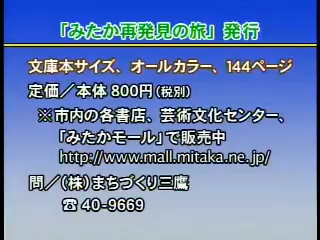 「みたか再発見の旅」発行
文庫本サイズ、オールカラー、144ページ
定価／本体800円(税別)
※市内の各書店、芸術文化センター、
「みたかモール」で販売中
http://www.mall.mitaka.ne.jp/
問／(株)まちづくり三鷹
☎ 40-9669